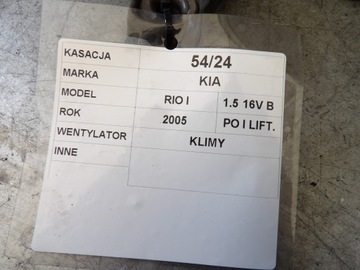 KASACJA 54/24
MARKA KIA
MODEL RIO I 1.5 16V B
ROK 2005 PO I LIFT.
WENTYLATOR KLIMY
INNE